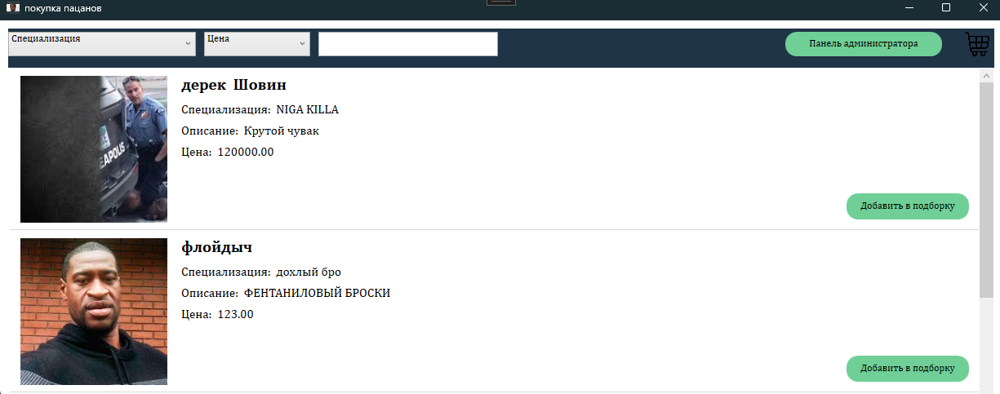 покупка пацанов
Специализация
Цена
Панель администратора
дерек Шовин
Специализация: NIGA KILLA
Описание: Крутой чувак
Цена: 120000.00
EAPOLIS
Добавить в подборку
флойдыч
Специализация: дохлый бро
Описание: ФЕНТАНИЛОВЫЙ БРОСКИ
Цена: 123.00
Добавить в подборку